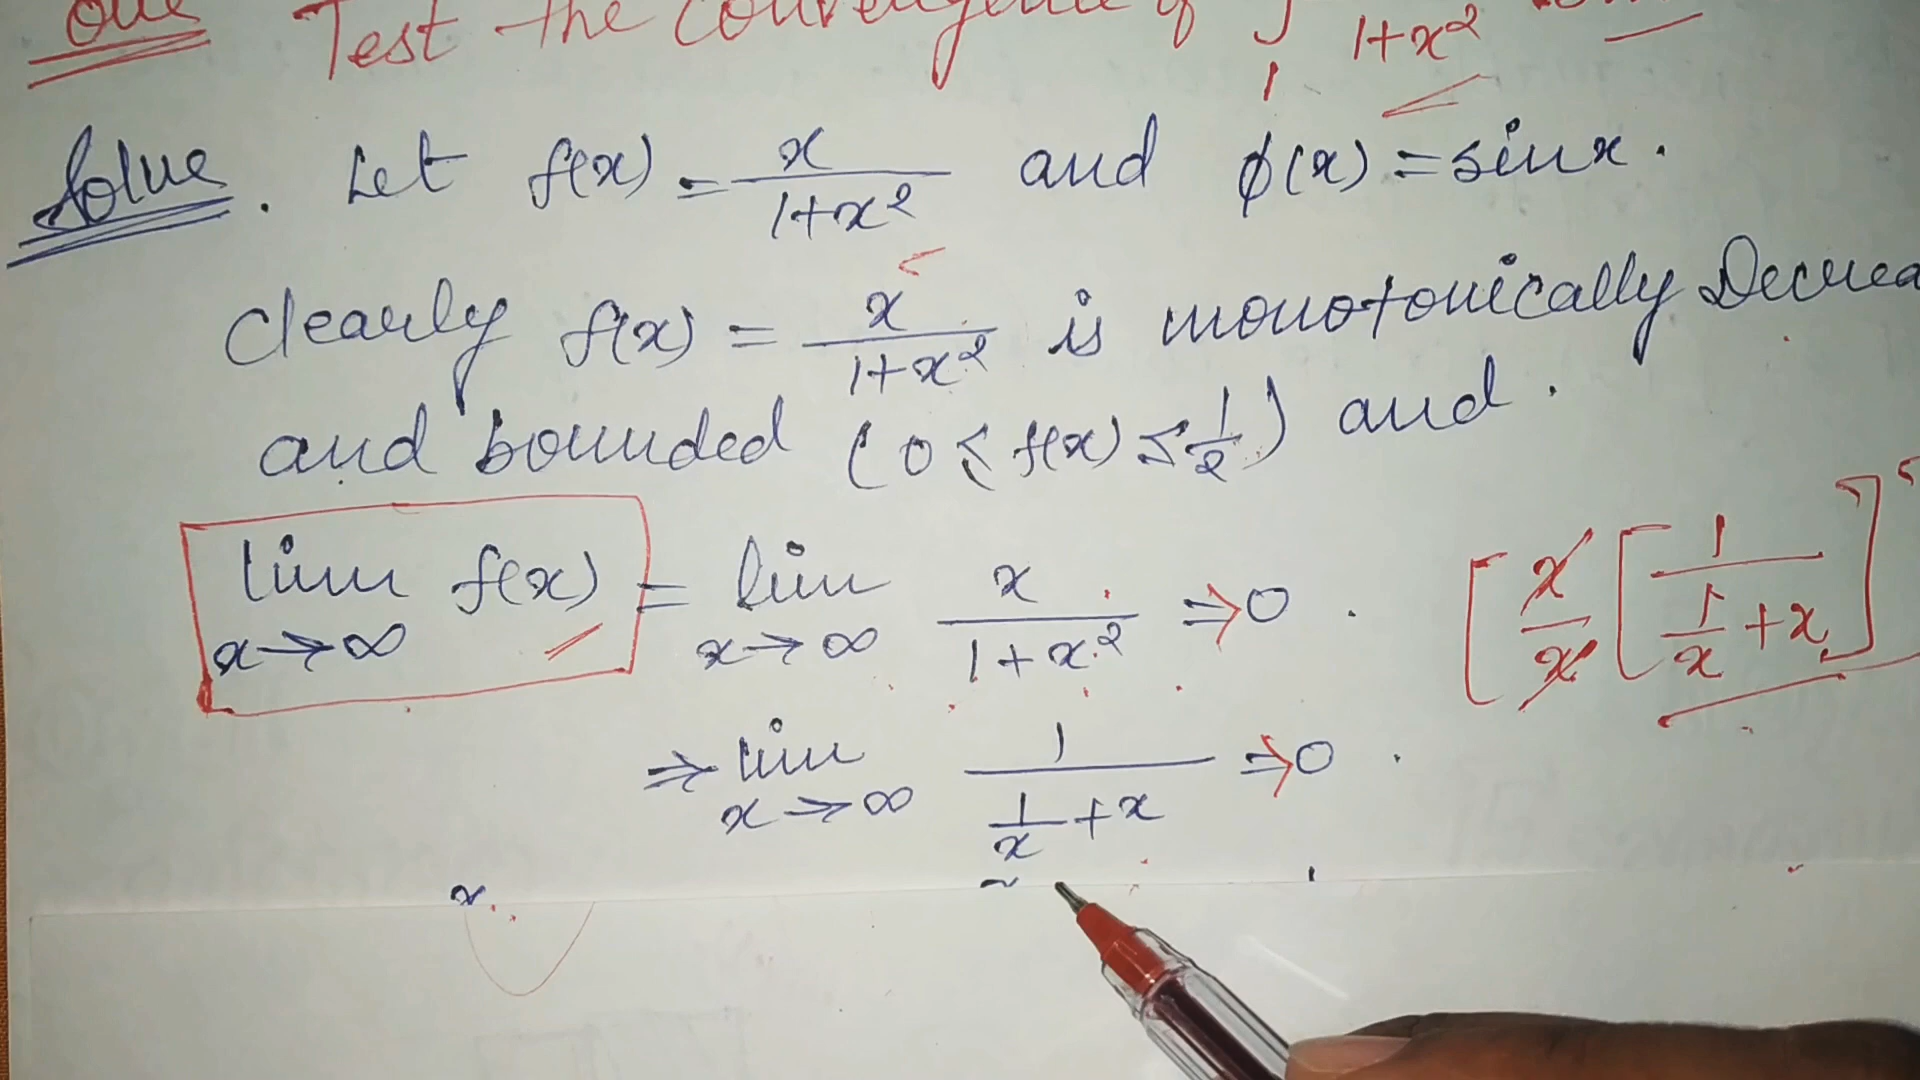 Test the convergence of ∫ 1+x²
1
Solve. Let f(x) = x/(1+x²) and ϕ(x) = sinx.
Clearly f(x) = x/(1+x²) is monotonically Decrea
and bounded (0 ≤ f(x) ≤ 1/2) and.
lim x→∞ f(x) = lim x→∞ x/(1+x²) ⇒ 0. [x/x [1/(1/x + x)]]
⇒ lim x→∞ 1/(1/x + x) ⇒ 0.